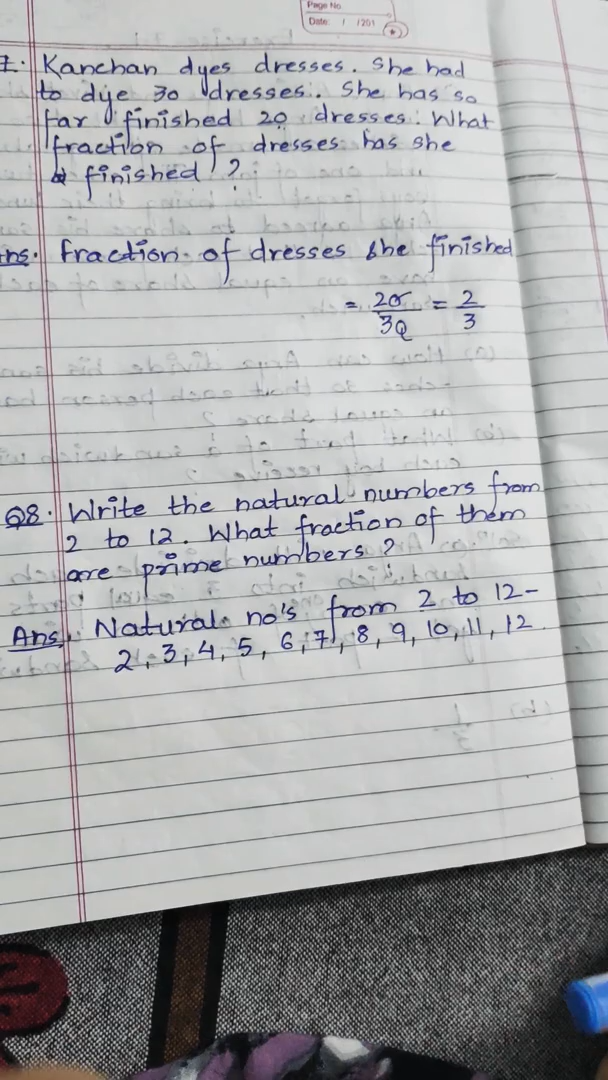 Page No
Date: / /201
7. Kanchan dyes dresses. She had
to dye 30 dresses. She has so
far finished 20 dresses. What
fraction of dresses has she
finished ?
Ans. fraction of dresses she finished
= 20/30 = 2/3
Q8. Write the natural numbers from
2 to 12. What fraction of them
are prime numbers ?
Ans. Natural no's from 2 to 12-
2, 3, 4, 5, 6, 7, 8, 9, 10, 11, 12